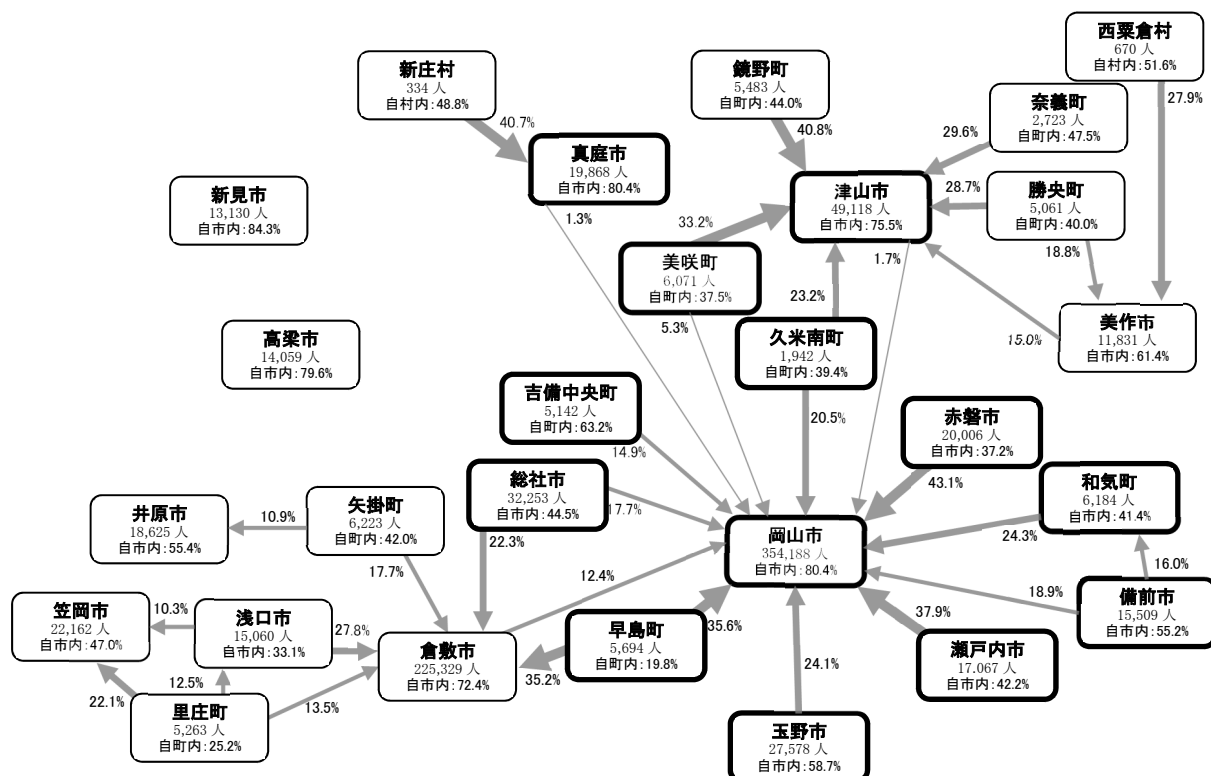 西粟倉村
670 人
自村内:51.6%
27.9%
新庄村
334 人
自村内:48.8%
40.7%
鏡野町
5,483 人
自町内:44.0%
40.8%
奈義町
2,723 人
自町内:47.5%
29.6%
真庭市
19,868 人
自市内:80.4%
1.3%
津山市
49,118 人
自市内:75.5%
1.7%
28.7%
勝央町
5,061 人
自町内:40.0%
18.8%
新見市
13,130 人
自市内:84.3%
33.2%
美咲町
6,071 人
自町内:37.5%
5.3%
23.2%
久米南町
1,942 人
自町内:39.4%
20.5%
15.0%
美作市
11,831 人
自市内:61.4%
高梁市
14,059 人
自市内:79.6%
吉備中央町
5,142 人
自町内:63.2%
14.9%
赤磐市
20,006 人
自市内:37.2%
43.1%
総社市
32,253 人
自市内:44.5%
17.7%
22.3%
和気町
6,184 人
自市内:41.4%
24.3%
16.0%
井原市
18,625 人
自市内:55.4%
10.9%
矢掛町
6,223 人
自町内:42.0%
17.7%
岡山市
354,188 人
自市内:80.4%
12.4%
18.9%
備前市
15,509 人
自市内:55.2%
笠岡市
22,162 人
自市内:47.0%
10.3%
浅口市
15,060 人
自市内:33.1%
27.8%
倉敷市
225,329 人
自市内:72.4%
35.2%
早島町
5,694 人
自町内:19.8%
35.6%
37.9%
瀬戸内市
17.067 人
自市内:42.2%
24.1%
22.1%
12.5%
里庄町
5,263 人
自町内:25.2%
13.5%
玉野市
27,578 人
自市内:58.7%